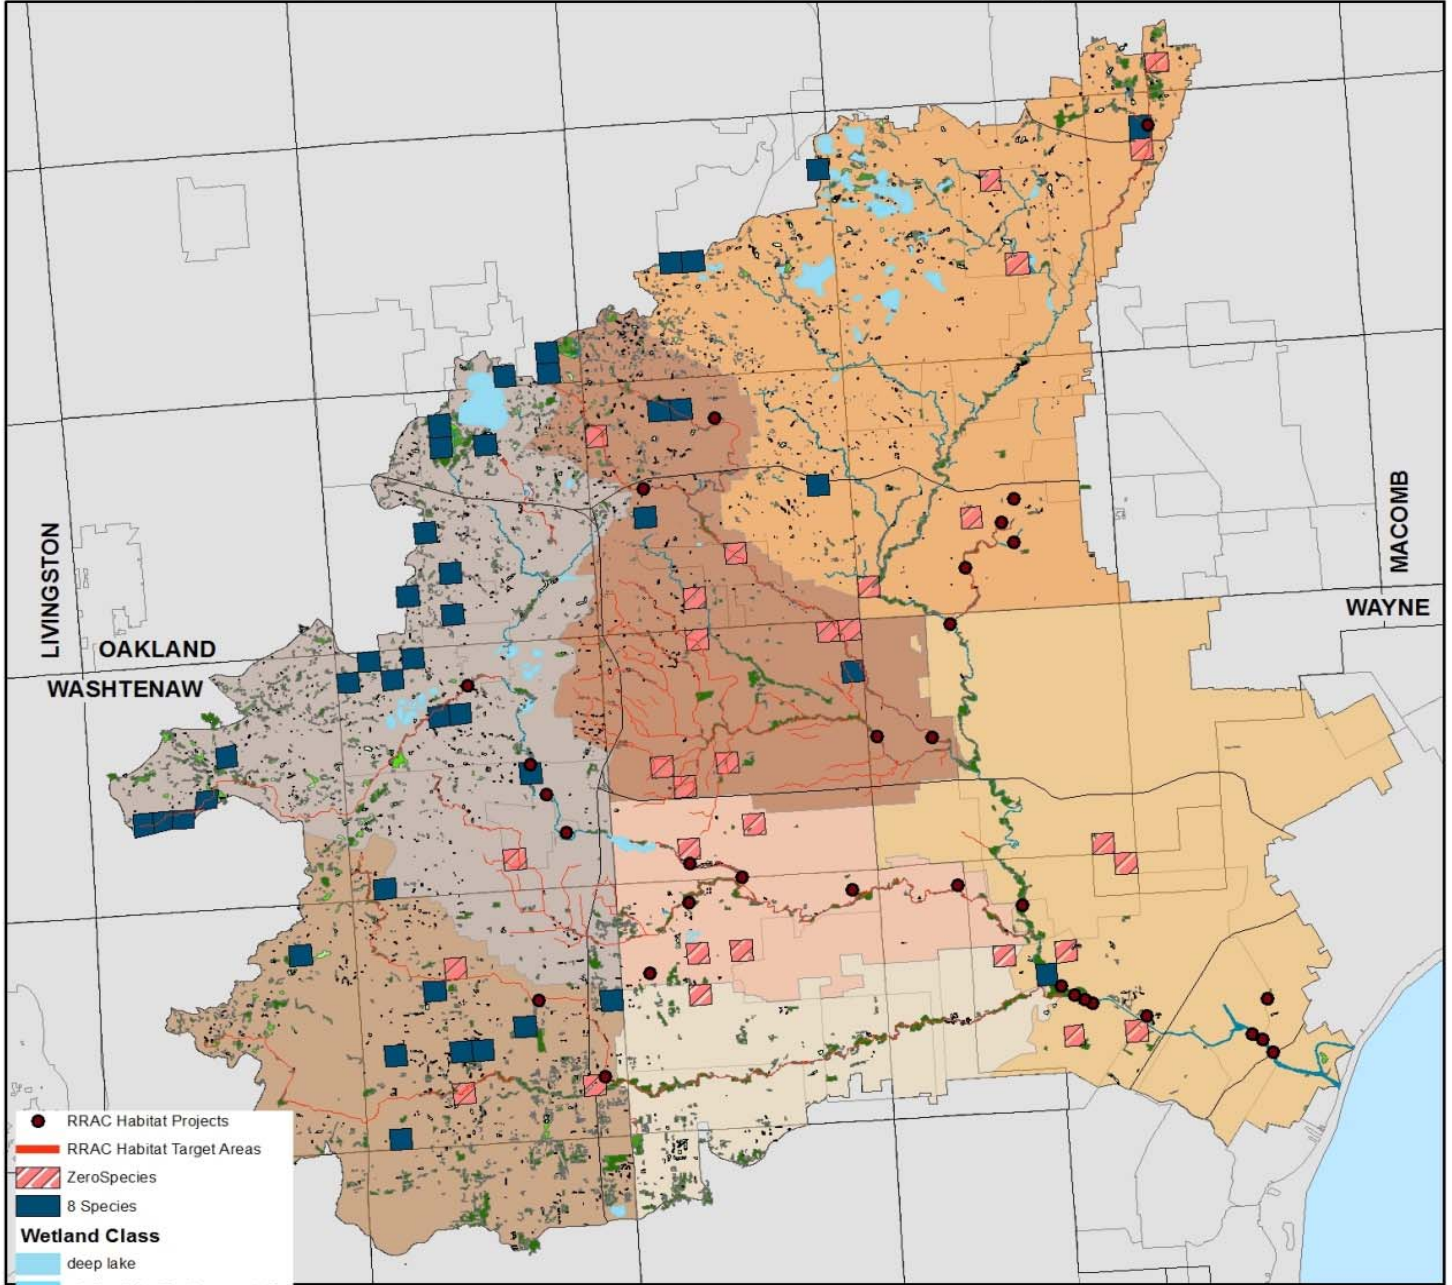 LIVINGSTON
OAKLAND
WASHTENAW
MACOMB
WAYNE
RRAC Habitat Projects
RRAC Habitat Target Areas
ZeroSpecies
8 Species
Wetland Class
deep lake